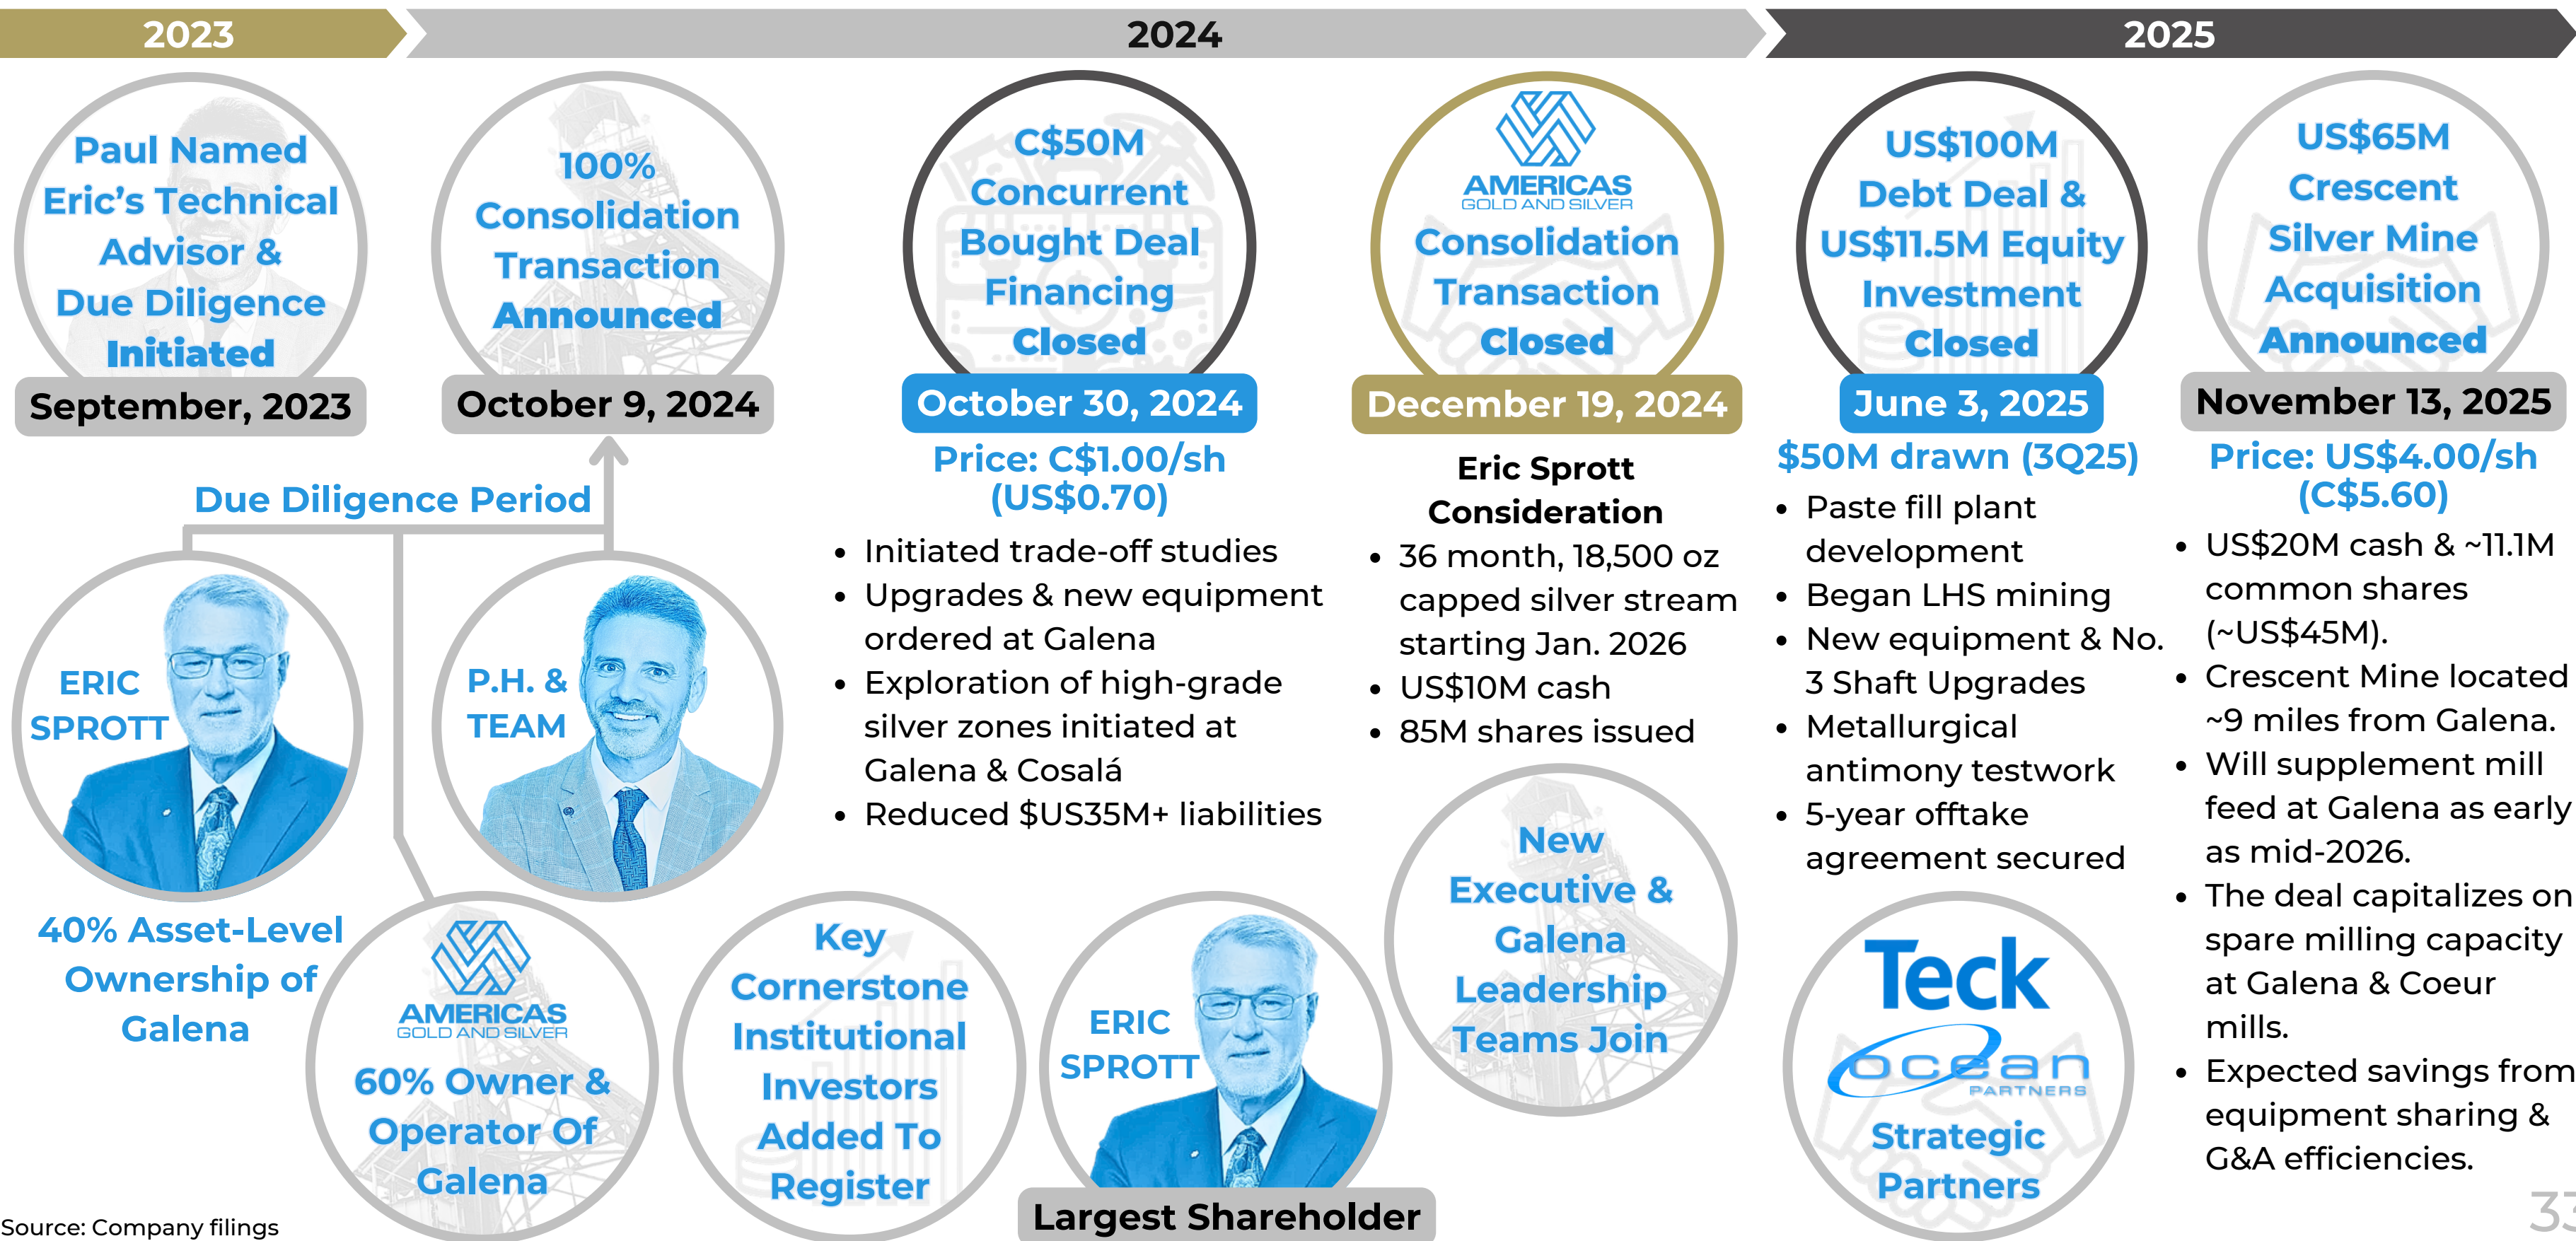 2023
2024
2025
Paul Named
Eric’s Technical
Advisor &
Due Diligence
Initiated
September, 2023
100%
Consolidation
Transaction
Announced
October 9, 2024
C$50M
Concurrent
Bought Deal
Financing
Closed
October 30, 2024
Price: C$1.00/sh
(US$0.70)
• Initiated trade-off studies
• Upgrades & new equipment
ordered at Galena
• Exploration of high-grade
silver zones initiated at
Galena & Cosalá
• Reduced $US35M+ liabilities
AMERICAS
GOLD AND SILVER
Consolidation
Transaction
Closed
December 19, 2024
Eric Sprott
Consideration
• 36 month, 18,500 oz
capped silver stream
starting Jan. 2026
• US$10M cash
• 85M shares issued
New
Executive &
Galena
Leadership
Teams Join
US$100M
Debt Deal &
US$11.5M Equity
Investment
Closed
June 3, 2025
$50M drawn (3Q25)
• Paste fill plant
development
• Began LHS mining
• New equipment & No.
3 Shaft Upgrades
• Metallurgical
antimony testwork
• 5-year offtake
agreement secured
Teck
ocean
PARTNERS
Strategic
Partners
US$65M
Crescent
Silver Mine
Acquisition
Announced
November 13, 2025
Price: US$4.00/sh
(C$5.60)
• US$20M cash & ~11.1M
common shares
(~US$45M).
• Crescent Mine located
~9 miles from Galena.
• Will supplement mill
feed at Galena as early
as mid-2026.
• The deal capitalizes on
spare milling capacity
at Galena & Coeur
mills.
• Expected savings from
equipment sharing &
G&A efficiencies.
Due Diligence Period
ERIC
SPROTT
40% Asset-Level
Ownership of
Galena
P.H. &
TEAM
AMERICAS
GOLD AND SILVER
60% Owner &
Operator Of
Galena
Key
Cornerstone
Institutional
Investors
Added To
Register
ERIC
SPROTT
Largest Shareholder
Source: Company filings
33